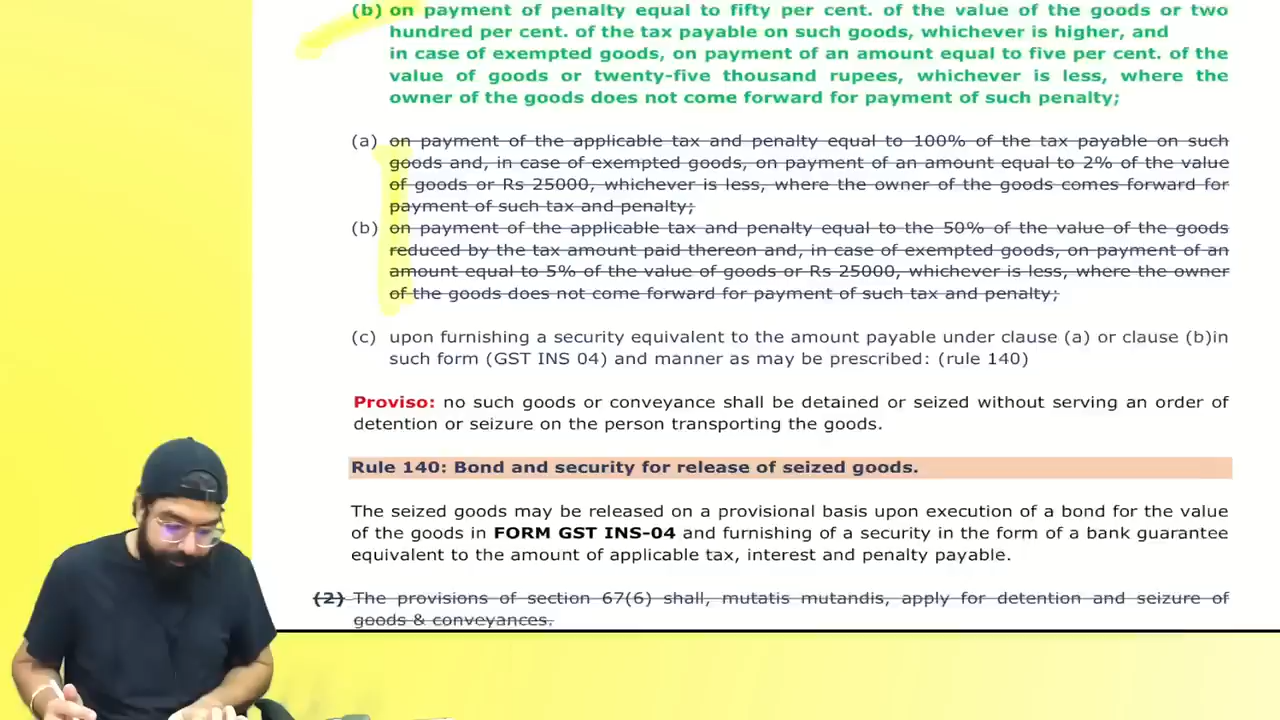 (b) on payment of penalty equal to fifty per cent. of the value of the goods or two
hundred per cent. of the tax payable on such goods, whichever is higher, and
in case of exempted goods, on payment of an amount equal to five per cent. of the
value of goods or twenty-five thousand rupees, whichever is less, where the
owner of the goods does not come forward for payment of such penalty;
(a) on payment of the applicable tax and penalty equal to 100% of the tax payable on such
goods and, in case of exempted goods, on payment of an amount equal to 2% of the value
of goods or Rs 25000, whichever is less, where the owner of the goods comes forward for
payment of such tax and penalty;
(b) on payment of the applicable tax and penalty equal to the 50% of the value of the goods
reduced by the tax amount paid thereon and, in case of exempted goods, on payment of an
amount equal to 5% of the value of goods or Rs 25000, whichever is less, where the owner
of the goods does not come forward for payment of such tax and penalty;
(c) upon furnishing a security equivalent to the amount payable under clause (a) or clause (b)in
such form (GST INS 04) and manner as may be prescribed: (rule 140)
Proviso: no such goods or conveyance shall be detained or seized without serving an order of
detention or seizure on the person transporting the goods.
Rule 140: Bond and security for release of seized goods.
The seized goods may be released on a provisional basis upon execution of a bond for the value
of the goods in FORM GST INS-04 and furnishing of a security in the form of a bank guarantee
equivalent to the amount of applicable tax, interest and penalty payable.
(2) The provisions of section 67(6) shall, mutatis mutandis, apply for detention and seizure of
goods & conveyances.